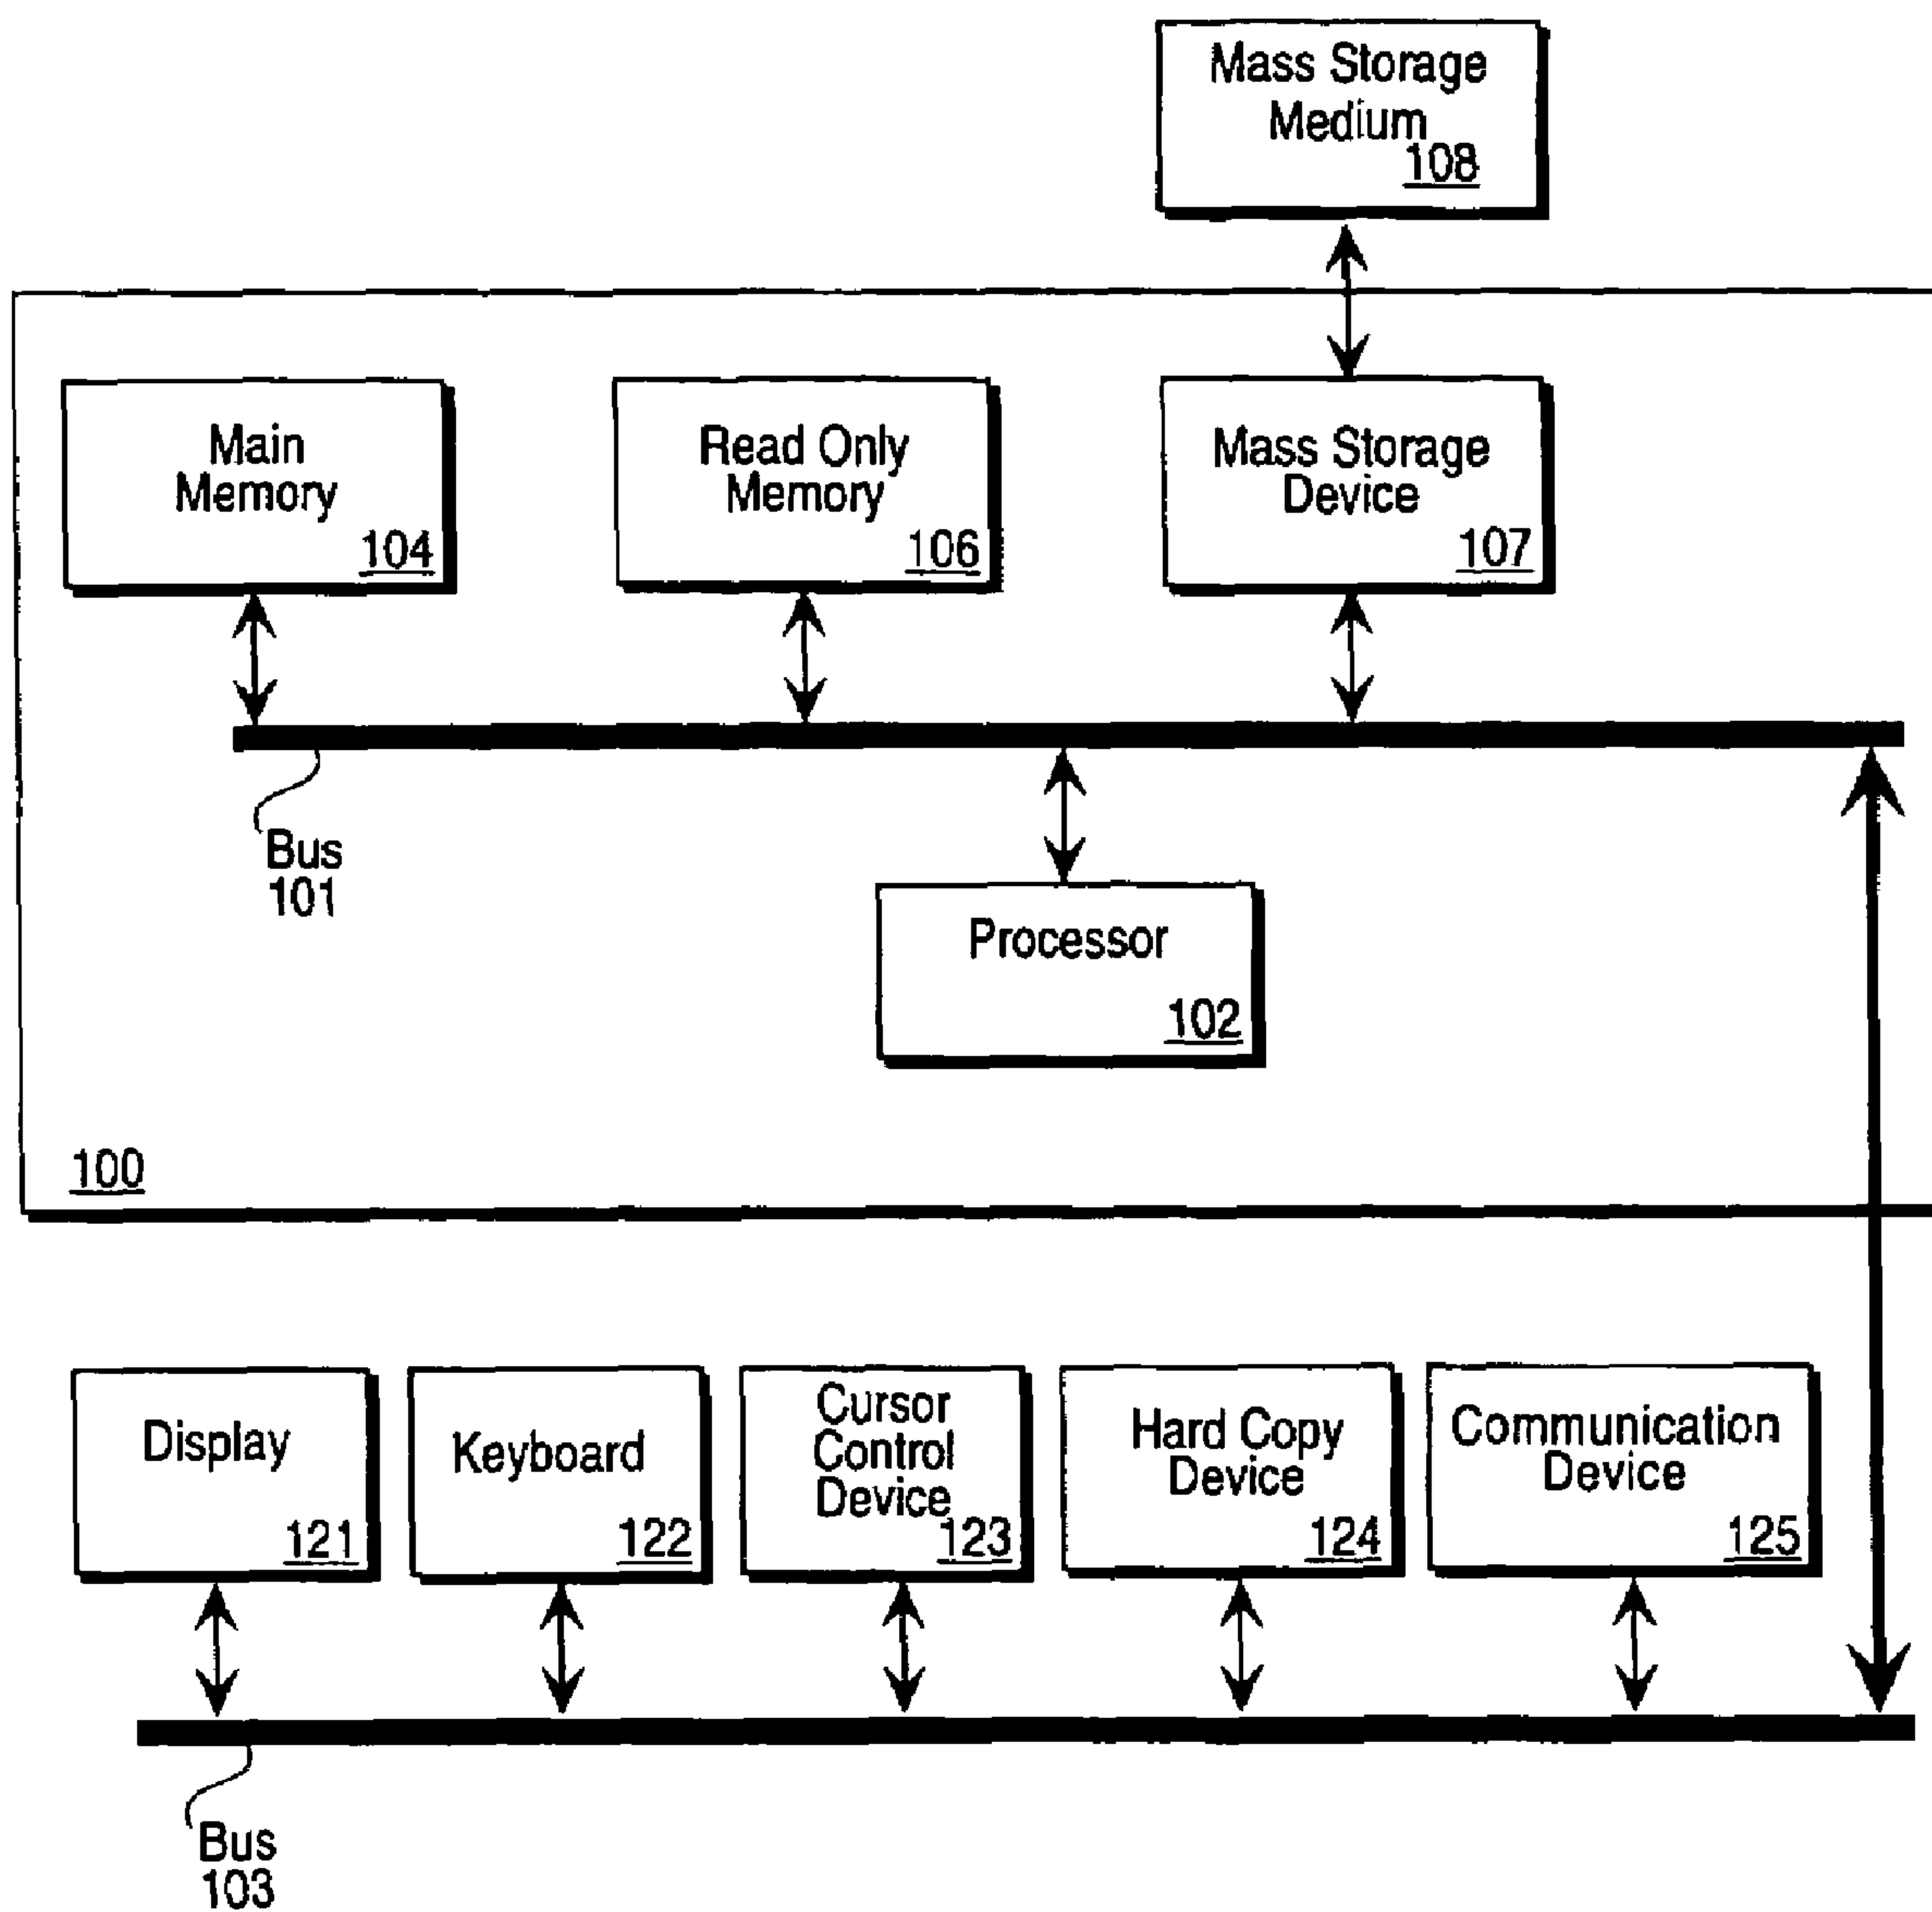 Mass Storage
Medium
108
Main
Memory
104
Read Only
Memory
106
Mass Storage
Device
107
Bus
101
Processor
102
100
Display
121
Keyboard
122
Cursor
Control
Device
123
Hard Copy
Device
124
Communication
Device
125
Bus
103